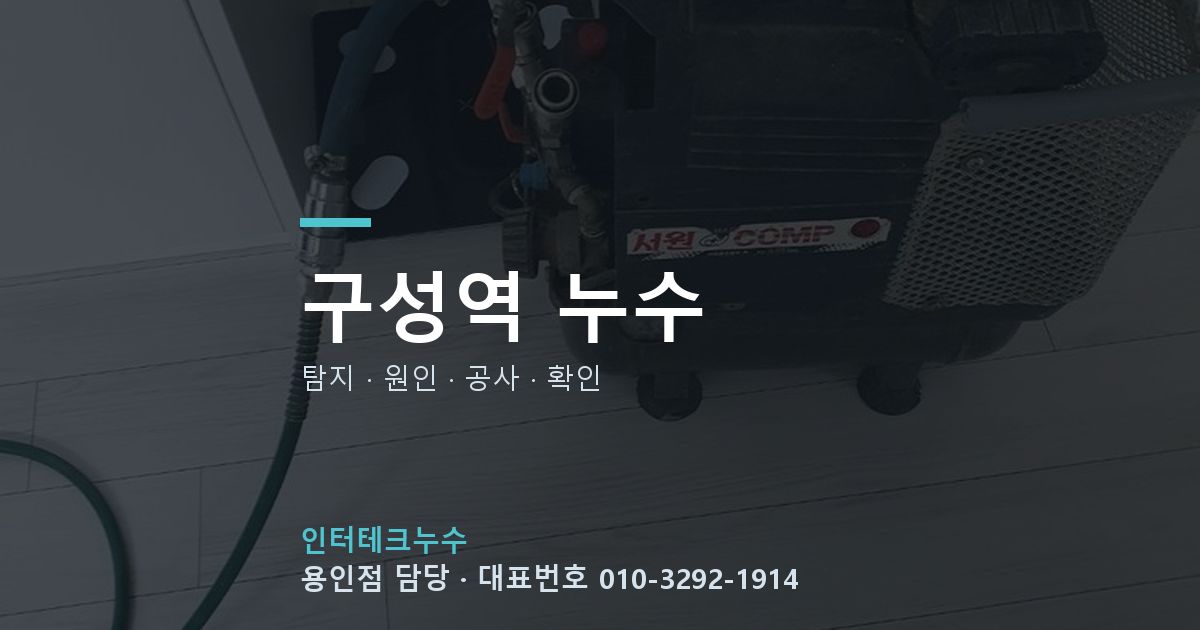 서원 COMP
구성역 누수
탐지 · 원인 · 공사 · 확인
인터테크누수
용인점 담당 · 대표번호 010-3292-1914